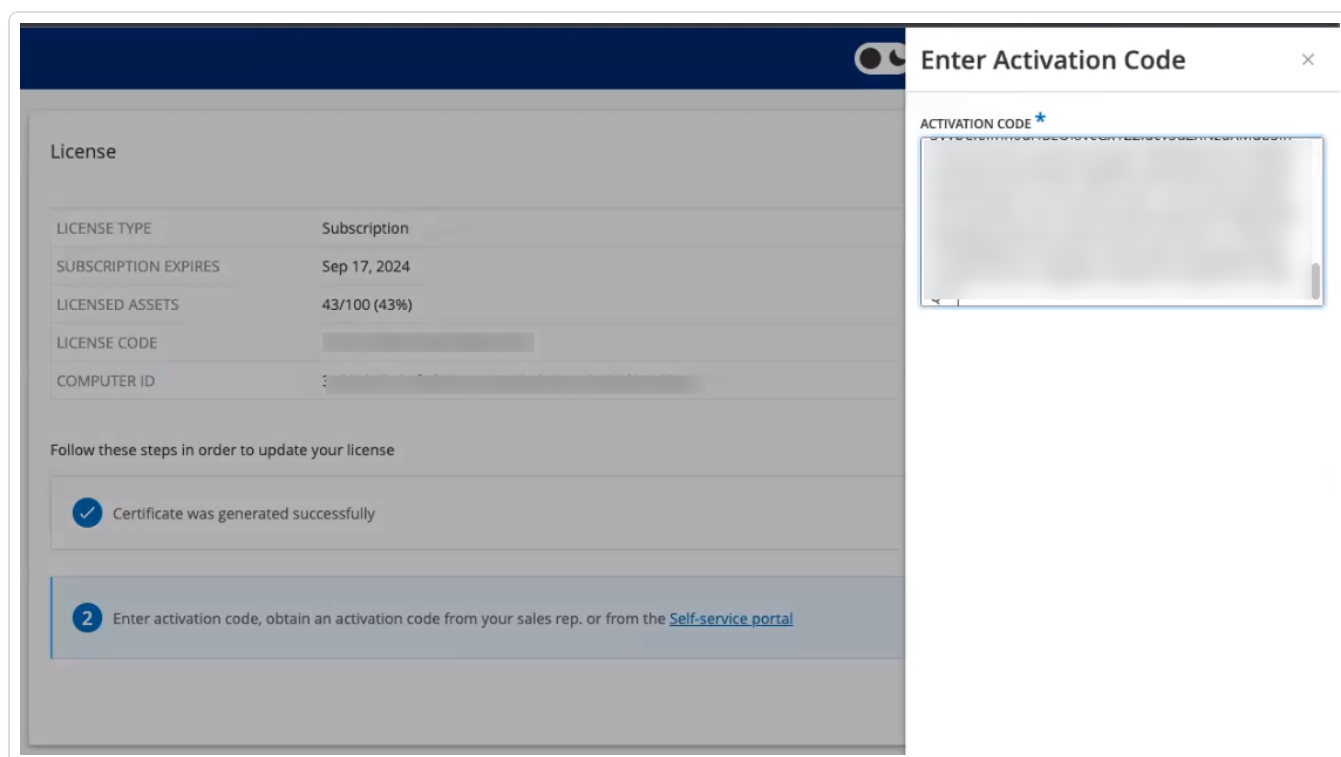 Enter Activation Code
ACTIVATION CODE *
License
LICENSE TYPE Subscription
SUBSCRIPTION EXPIRES Sep 17, 2024
LICENSED ASSETS 43/100 (43%)
LICENSE CODE
COMPUTER ID
Follow these steps in order to update your license
Certificate was generated successfully
2 Enter activation code, obtain an activation code from your sales rep. or from the Self-service portal